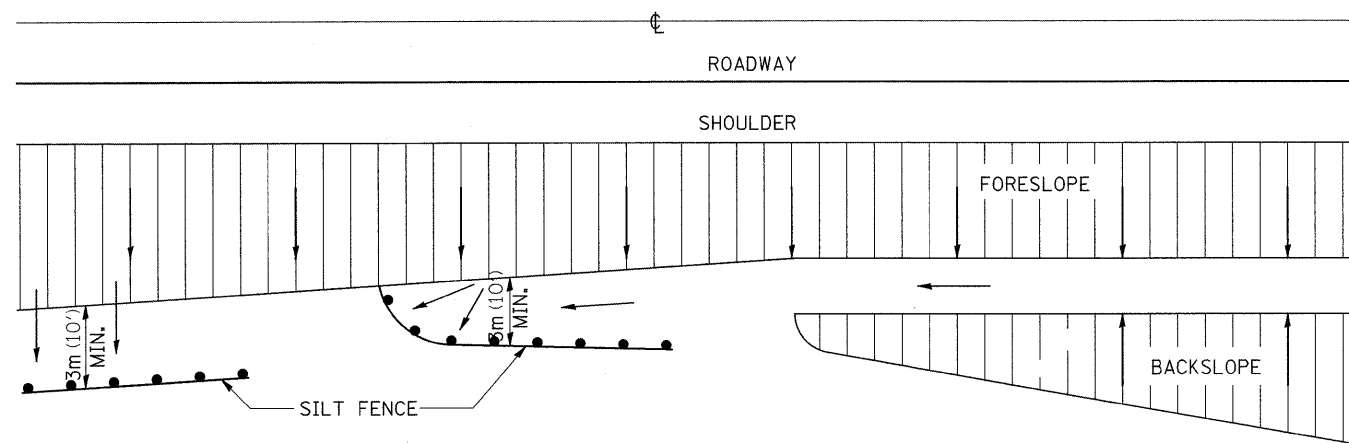 ℄
ROADWAY
SHOULDER
FORESLOPE
3m (10')
MIN.
3m (10')
MIN.
BACKSLOPE
SILT FENCE